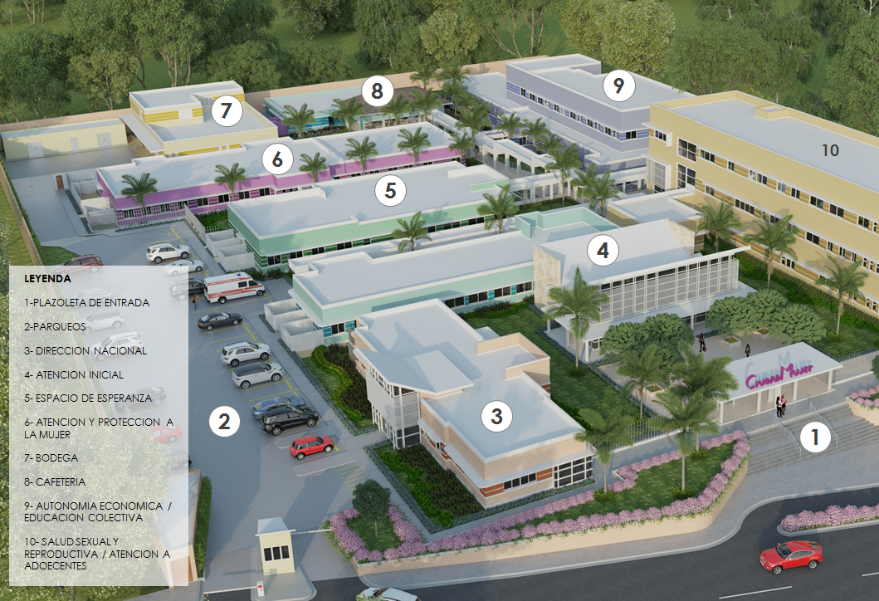 7
8
9
10
6
5
4
LEYENDA
1-PLAZOLETA DE ENTRADA
2-PARQUEOS
3- DIRECCION NACIONAL
4- ATENCION INICIAL
5- ESPACIO DE ESPERANZA
6- ATENCION Y PROTECCION A
LA MUJER
7- BODEGA
8- CAFETERIA
9- AUTONOMIA ECONOMICA /
EDUCACION COLECTIVA
10- SALUD SEXUAL Y
REPRODUCTIVA / ATENCION A
ADOECENTES
Ciudad Mujer
3
2
1